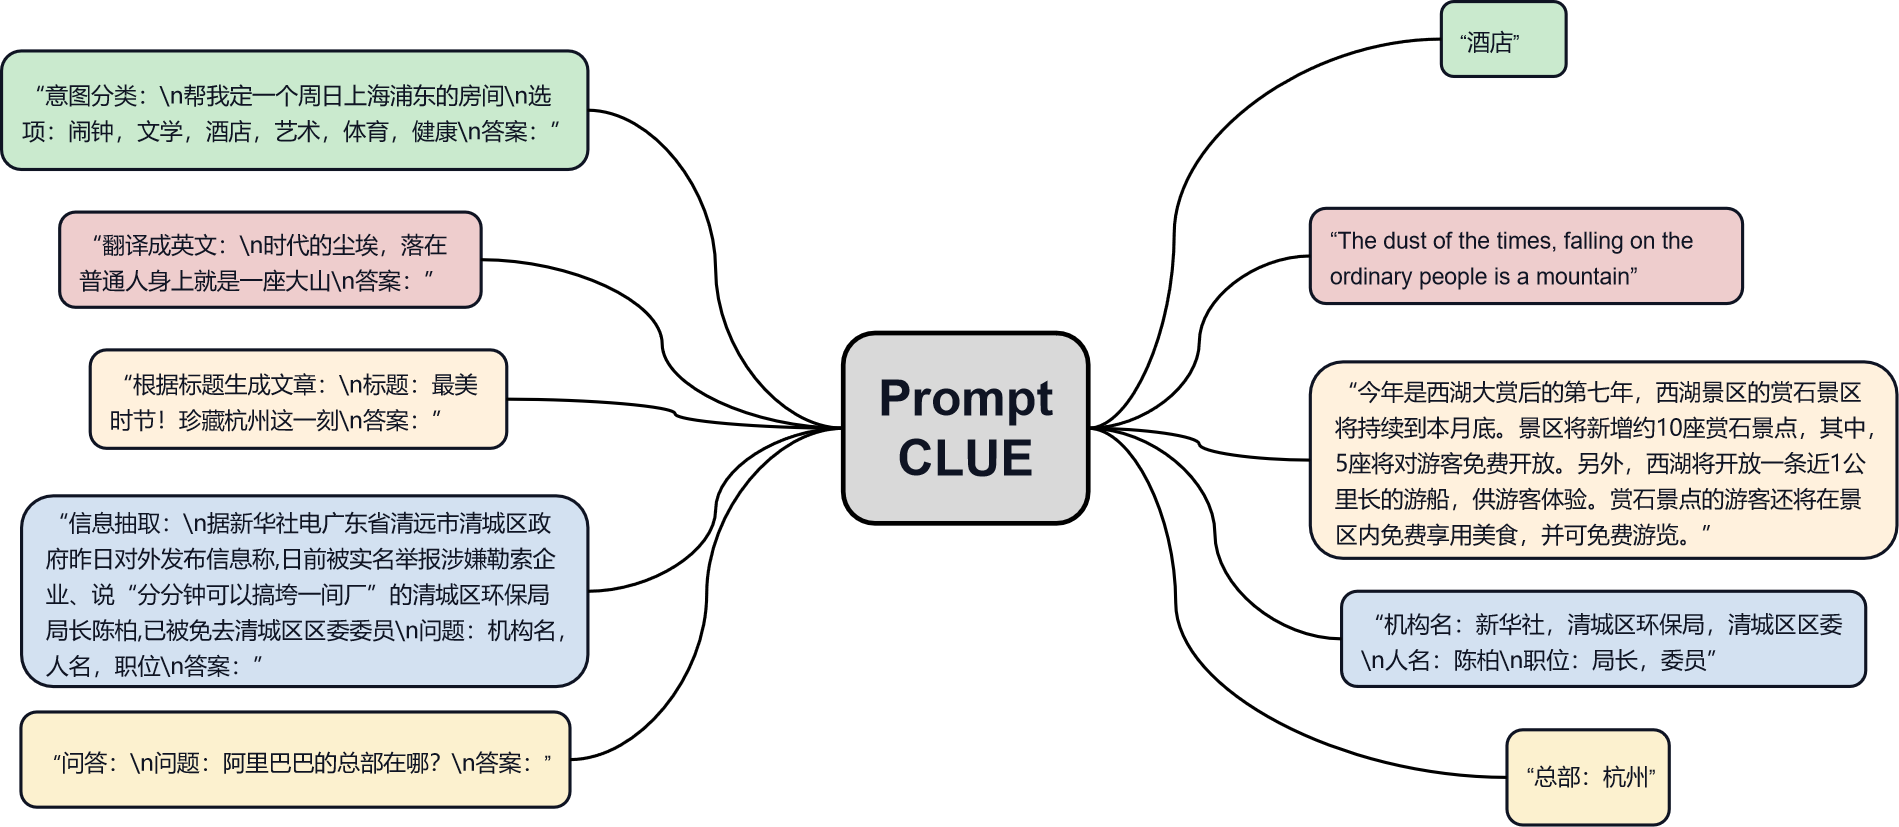 “意图分类：\n帮我定一个周日上海浦东的房间\n选
项：闹钟，文学，酒店，艺术，体育，健康\n答案：”
“翻译成英文：\n时代的尘埃，落在
普通人身上就是一座大山\n答案：”
“根据标题生成文章：\n标题：最美
时节！珍藏杭州这一刻\n答案：”
“信息抽取：\n据新华社电广东省清远市清城区政
府昨日对外发布信息称,日前被实名举报涉嫌勒索企
业、说“分分钟可以搞垮一间厂”的清城区环保局
局长陈柏,已被免去清城区区委委员\n问题：机构名，
人名，职位\n答案：”
“问答：\n问题：阿里巴巴的总部在哪？\n答案：”
Prompt
CLUE
“酒店”
“The dust of the times, falling on the
ordinary people is a mountain”
“今年是西湖大赏后的第七年，西湖景区的赏石景区
将持续到本月底。景区将新增约10座赏石景点，其中，
5座将对游客免费开放。另外，西湖将开放一条近1公
里长的游船，供游客体验。赏石景点的游客还将在景
区内免费享用美食，并可免费游览。”
“机构名：新华社，清城区环保局，清城区区委
\n人名：陈柏\n职位：局长，委员”
“总部：杭州”